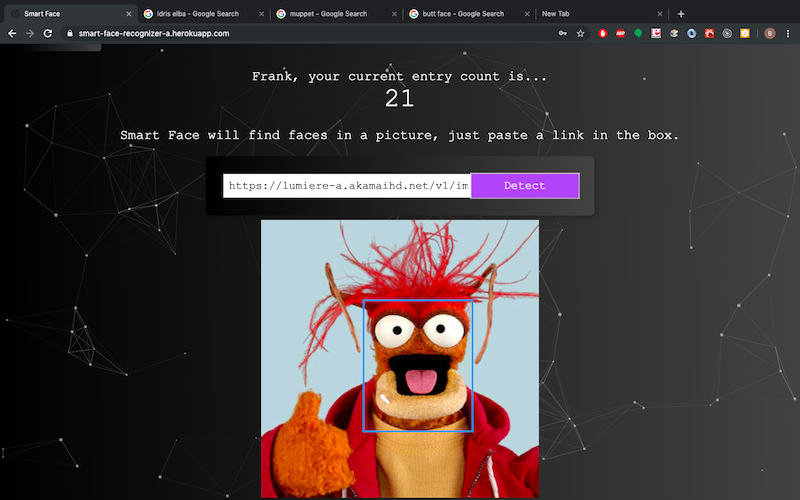 Smart Face
idris elba - Google Search
muppet - Google Search
butt face - Google Search
New Tab
smart-face-recognizer-a.herokuapp.com
ABP
B
Frank, your current entry count is...
21
Smart Face will find faces in a picture, just paste a link in the box.
https://lumiere-a.akamaihd.net/v1/im
Detect